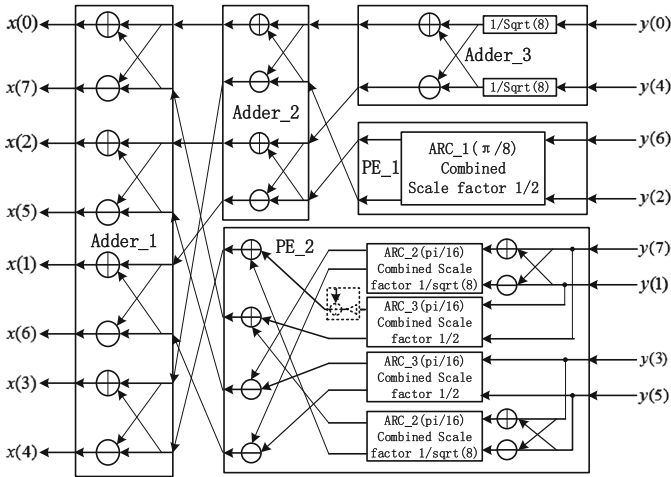 x(0)
x(7)
x(2)
x(5)
x(1)
x(6)
x(3)
x(4)
Adder_1
Adder_2
1/Sqrt(8)
Adder_3
1/Sqrt(8)
y(0)
y(4)
PE_1
ARC_1(π/8)
Combined
Scale factor 1/2
y(6)
y(2)
PE_2
ARC_2(pi/16)
Combined Scale
factor 1/sqrt(8)
ARC_3(pi/16)
Combined Scale
factor 1/2
ARC_3(pi/16)
Combined Scale
factor 1/2
ARC_2(pi/16)
Combined Scale
factor 1/sqrt(8)
y(7)
y(1)
y(3)
y(5)